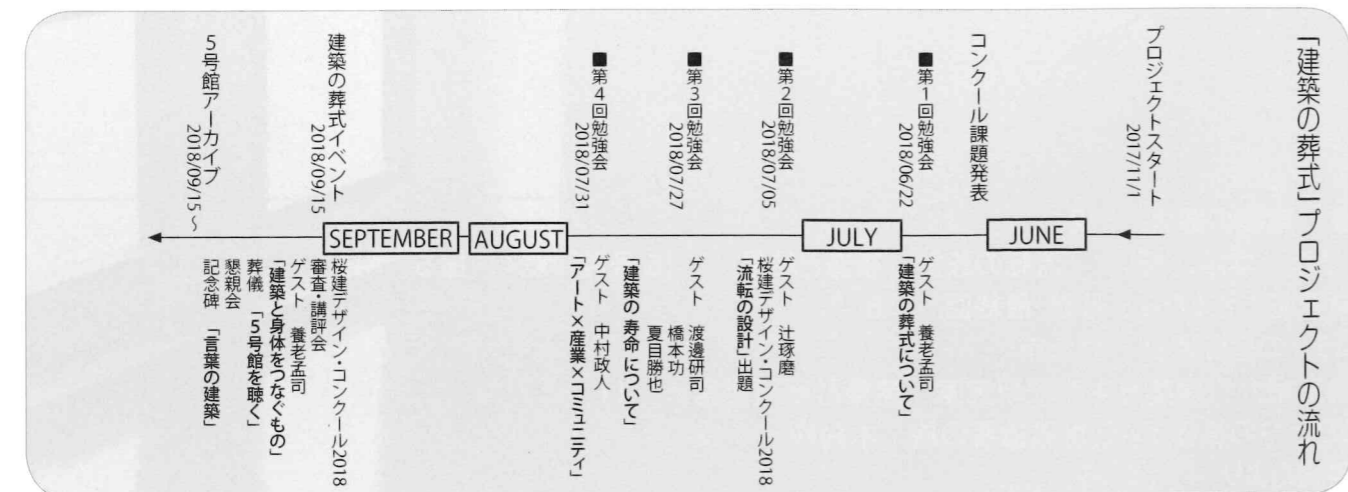 「建築の葬式」プロジェクトの流れ
プロジェクトスタート
2017/11/1
JUNE
コンクール課題発表
■第1回勉強会
2018/06/22
ゲスト 養老孟司
「建築の葬式について」
JULY
■第2回勉強会
2018/07/05
ゲスト 辻琢磨
桜建デザイン・コンクール2018
「流転の設計」出題
■第3回勉強会
2018/07/27
ゲスト 渡邉研司
橋本功
夏目勝也
「建築の 寿命 について」
■第4回勉強会
2018/07/31
ゲスト 中村政人
「アート×産業×コミュニティ」
AUGUST
SEPTEMBER
建築の葬式イベント
2018/09/15
桜建デザイン・コンクール2018
審査・講評会
ゲスト 養老孟司
「建築と身体をつなぐもの」
葬儀 「5号館を聴く」
懇親会
記念碑 「言葉の建築」
5号館アーカイブ
2018/09/15～